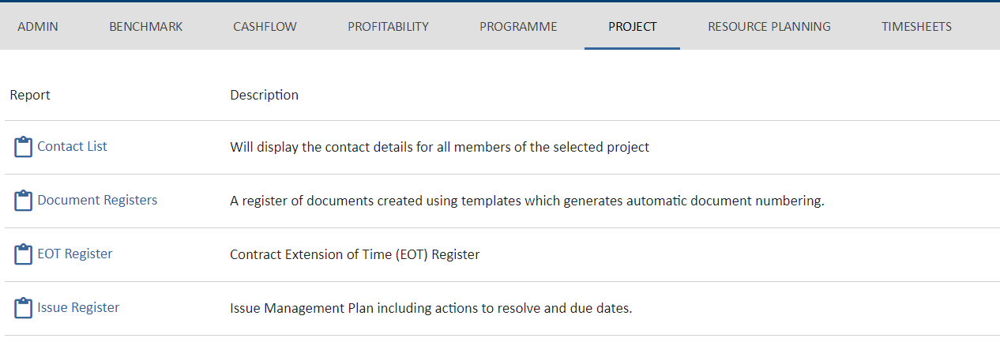 ADMIN BENCHMARK CASHFLOW PROFITABILITY PROGRAMME PROJECT RESOURCE PLANNING TIMESHEETS
Report Description
Contact List Will display the contact details for all members of the selected project
Document Registers A register of documents created using templates which generates automatic document numbering.
EOT Register Contract Extension of Time (EOT) Register
Issue Register Issue Management Plan including actions to resolve and due dates.